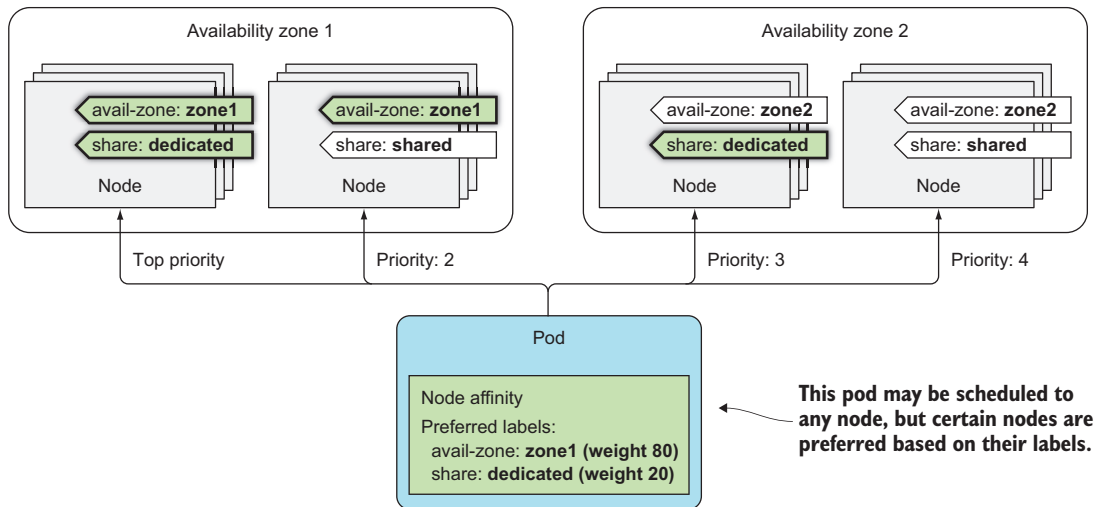 Availability zone 1
avail-zone: zone1
share: dedicated
Node
avail-zone: zone1
share: shared
Node
Availability zone 2
avail-zone: zone2
share: dedicated
Node
avail-zone: zone2
share: shared
Node
Top priority
Priority: 2
Priority: 3
Priority: 4
Pod
Node affinity
Preferred labels:
avail-zone: zone1 (weight 80)
share: dedicated (weight 20)
This pod may be scheduled to
any node, but certain nodes are
preferred based on their labels.